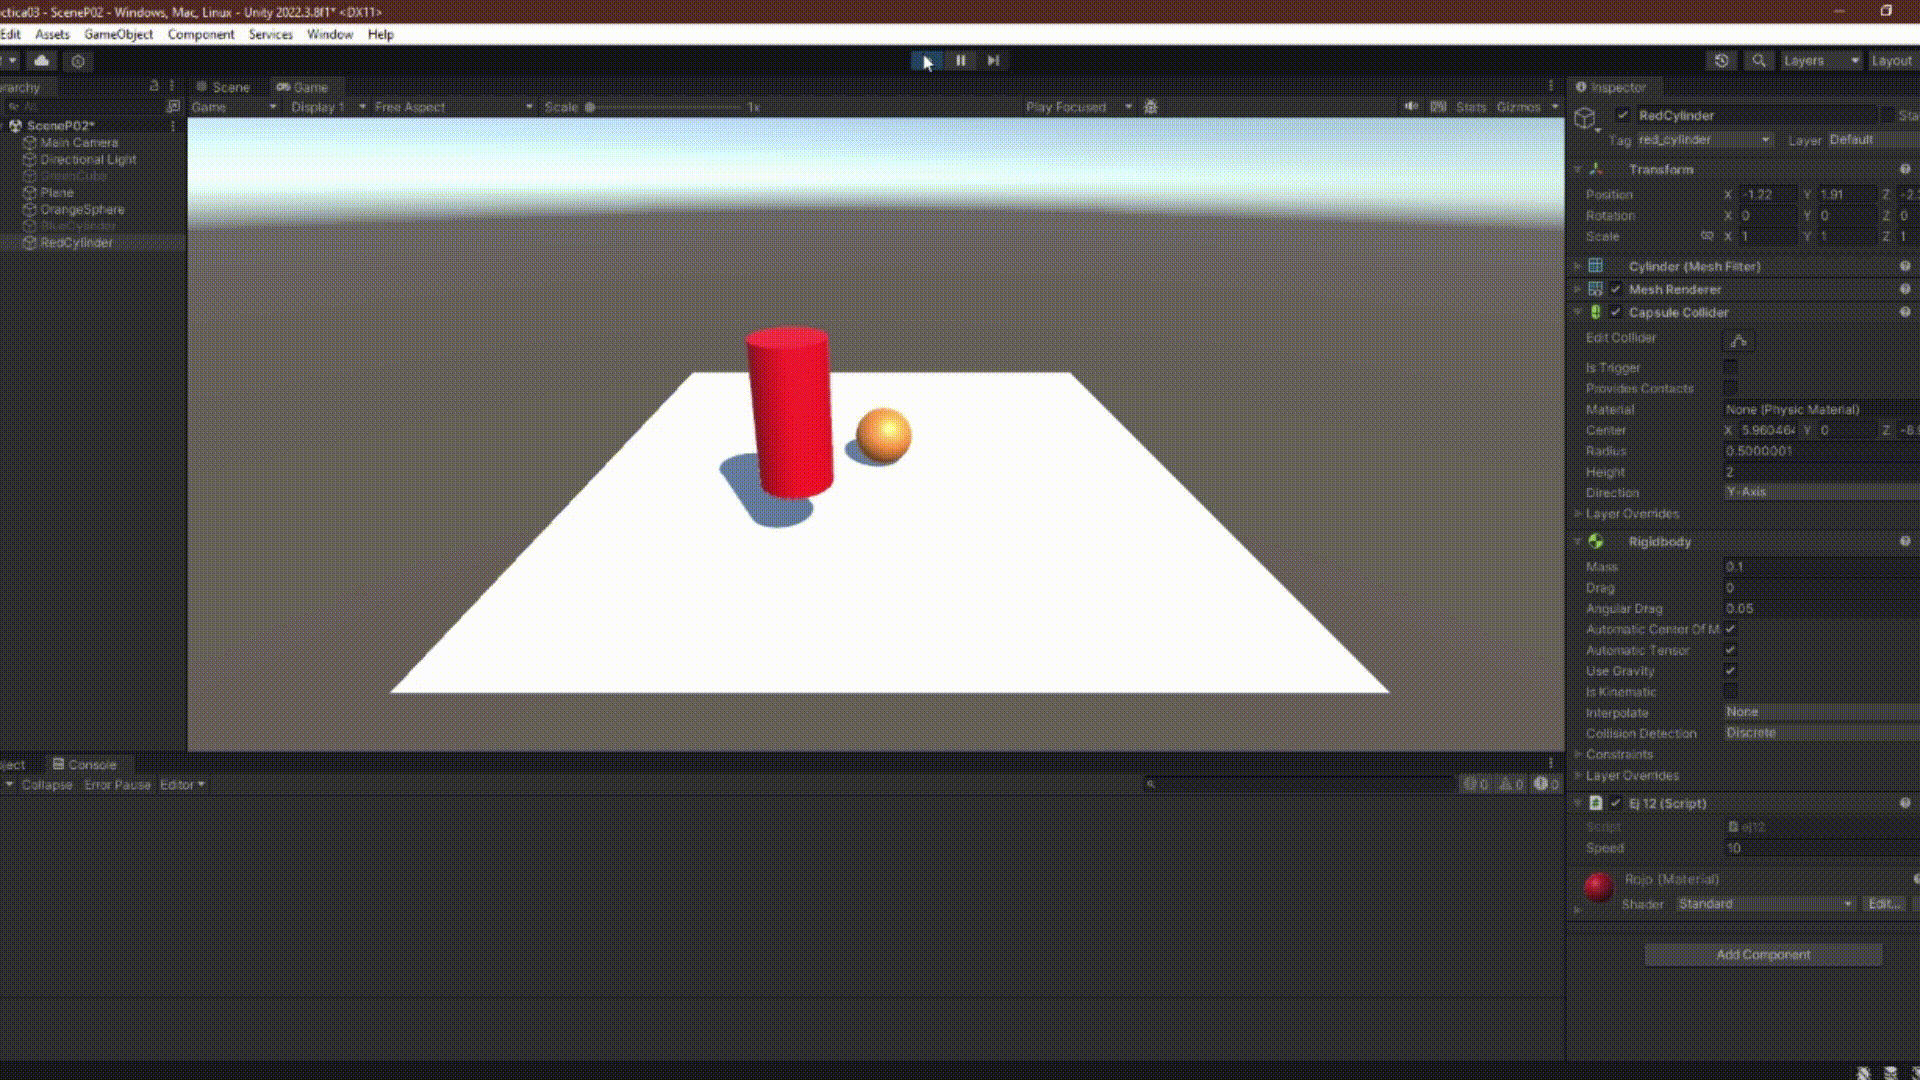 ctica03 - SceneP02 - Windows, Mac, Linux - Unity 2022.3.8f1* <DX11>
Edit Assets GameObject Component Services Window Help
Layers Layout
erarchy Scene Game Inspector
All Game Display 1 Free Aspect Scale 1x Play Focused Stats Gizmos
RedCylinder Sta
SceneP02*
Tag red_cylinder Layer Default
Main Camera
Directional Light
GreenCube
Plane
OrangeSphere
BlueCylinder
RedCylinder
Transform
Position X -1.22 Y 1.91 Z -2.
Rotation X 0 Y 0 Z 0
Scale X 1 Y 1 Z 1
Cylinder (Mesh Filter)
Mesh Renderer
Capsule Collider
Edit Collider
Is Trigger
Provides Contacts
Material None (Physic Material)
Center X 5.960464 Y 0 Z -8.
Radius 0.5000001
Height 2
Direction Y-Axis
Layer Overrides
Rigidbody
Mass 0.1
Drag 0
Angular Drag 0.05
Automatic Center Of M
Automatic Tensor
Use Gravity
Is Kinematic
Interpolate None
Collision Detection Discrete
Constraints
Layer Overrides
Ej 12 (Script)
Script ej12
Speed 10
Rojo (Material)
Shader Standard Edit...
Add Component
ject Console
Collapse Error Pause Editor 0 0 0